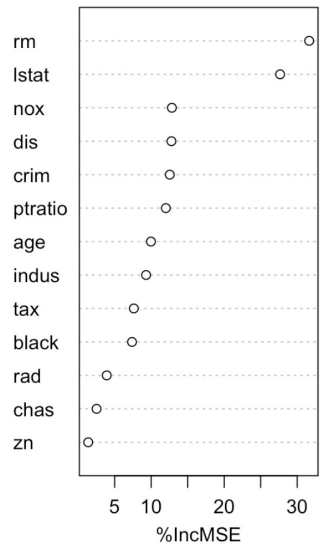 rm
lstat
nox
dis
crim
ptratio
age
indus
tax
black
rad
chas
zn
5 10 20 30
%IncMSE